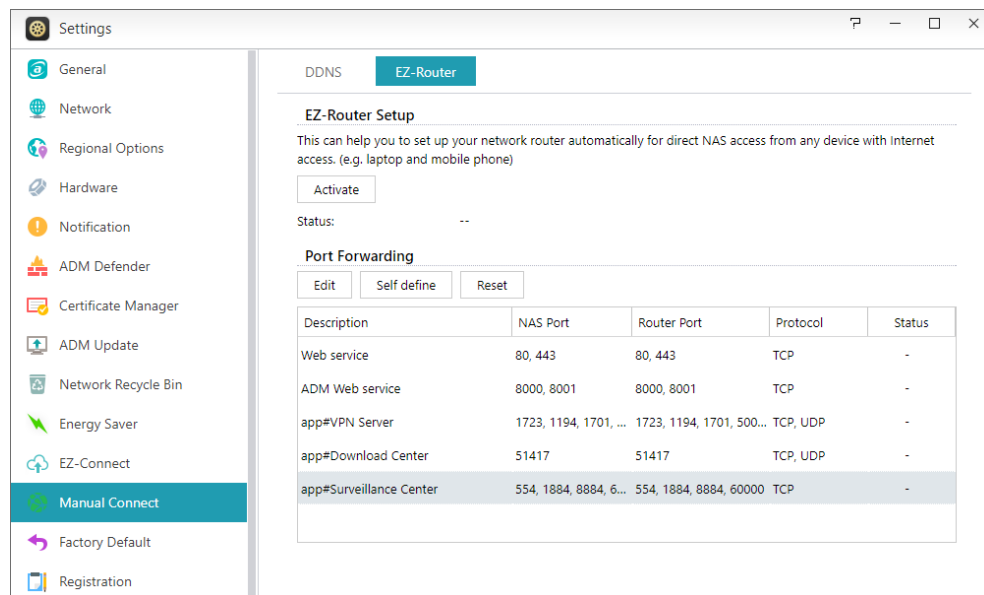 Settings
General
Network
Regional Options
Hardware
Notification
ADM Defender
Certificate Manager
ADM Update
Network Recycle Bin
Energy Saver
EZ-Connect
Manual Connect
Factory Default
Registration
DDNS EZ-Router
EZ-Router Setup
This can help you to set up your network router automatically for direct NAS access from any device with Internet
access. (e.g. laptop and mobile phone)
Activate
Status: --
Port Forwarding
Edit Self define Reset
Description NAS Port Router Port Protocol Status
Web service 80, 443 80, 443 TCP -
ADM Web service 8000, 8001 8000, 8001 TCP -
app#VPN Server 1723, 1194, 1701, ... 1723, 1194, 1701, 500... TCP, UDP -
app#Download Center 51417 51417 TCP, UDP -
app#Surveillance Center 554, 1884, 8884, 6... 554, 1884, 8884, 60000 TCP -